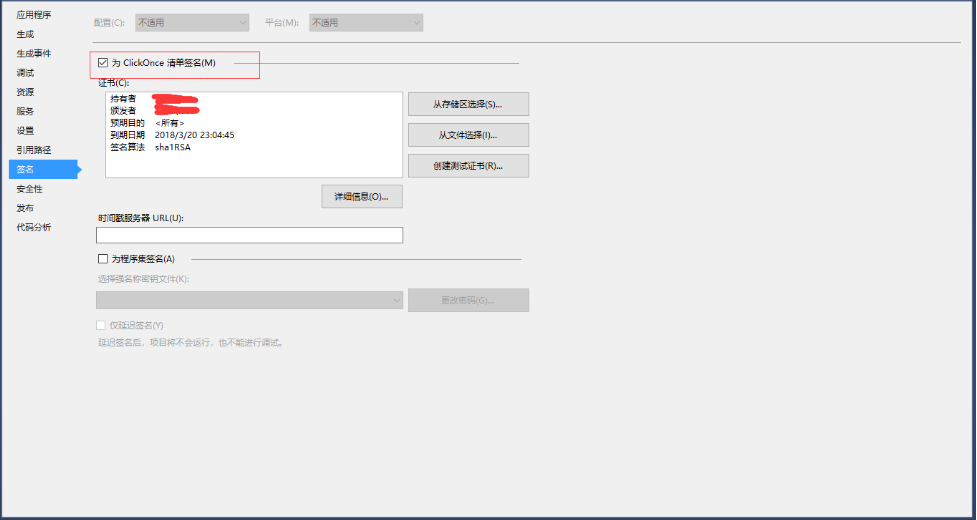 应用程序
生成
生成事件
调试
资源
服务
设置
引用路径
签名
安全性
发布
代码分析
配置(C): 不适用 平台(M): 不适用
为 ClickOnce 清单签名(M)
证书(C):
持有者
颁发者
预期目的 <所有>
到期日期 2018/3/20 23:04:45
签名算法 sha1RSA
从存储区选择(S)...
从文件选择(I)...
创建测试证书(R)...
详细信息(O)...
时间戳服务器 URL(U):
为程序集签名(A)
选择强名称密钥文件(K):
更改密码(G)...
仅延迟签名(Y)
延迟签名后，项目将不会运行，也不能进行调试。